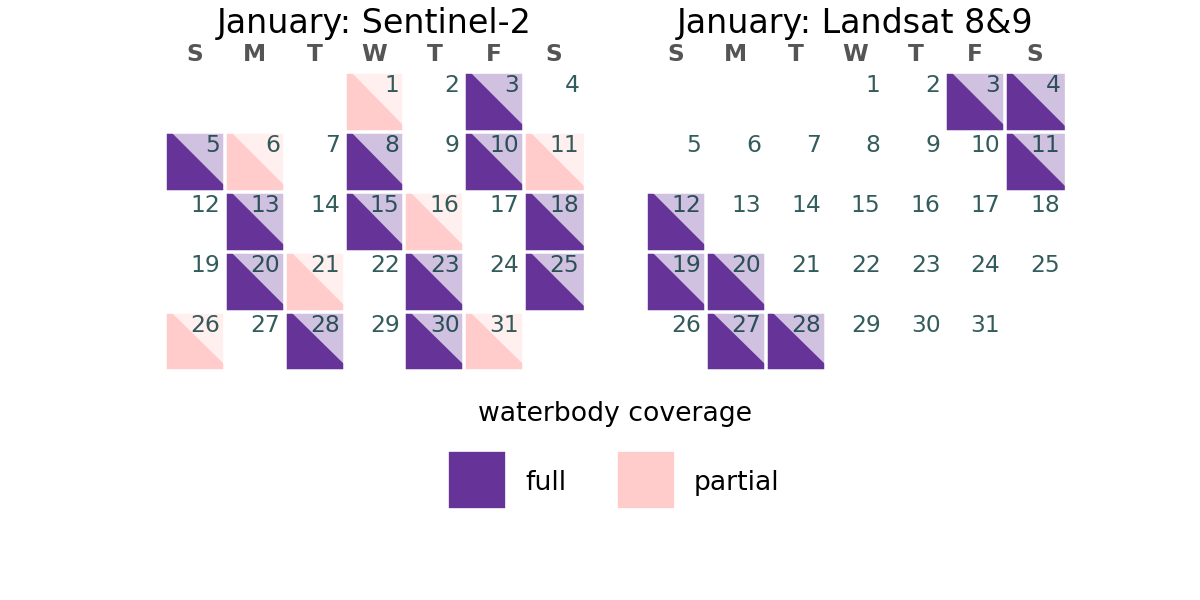 January: Sentinel-2
S M T W T F S
1 2 3 4
5 6 7 8 9 10 11
12 13 14 15 16 17 18
19 20 21 22 23 24 25
26 27 28 29 30 31
January: Landsat 8&9
S M T W T F S
1 2 3 4
5 6 7 8 9 10 11
12 13 14 15 16 17 18
19 20 21 22 23 24 25
26 27 28 29 30 31
waterbody coverage
full partial